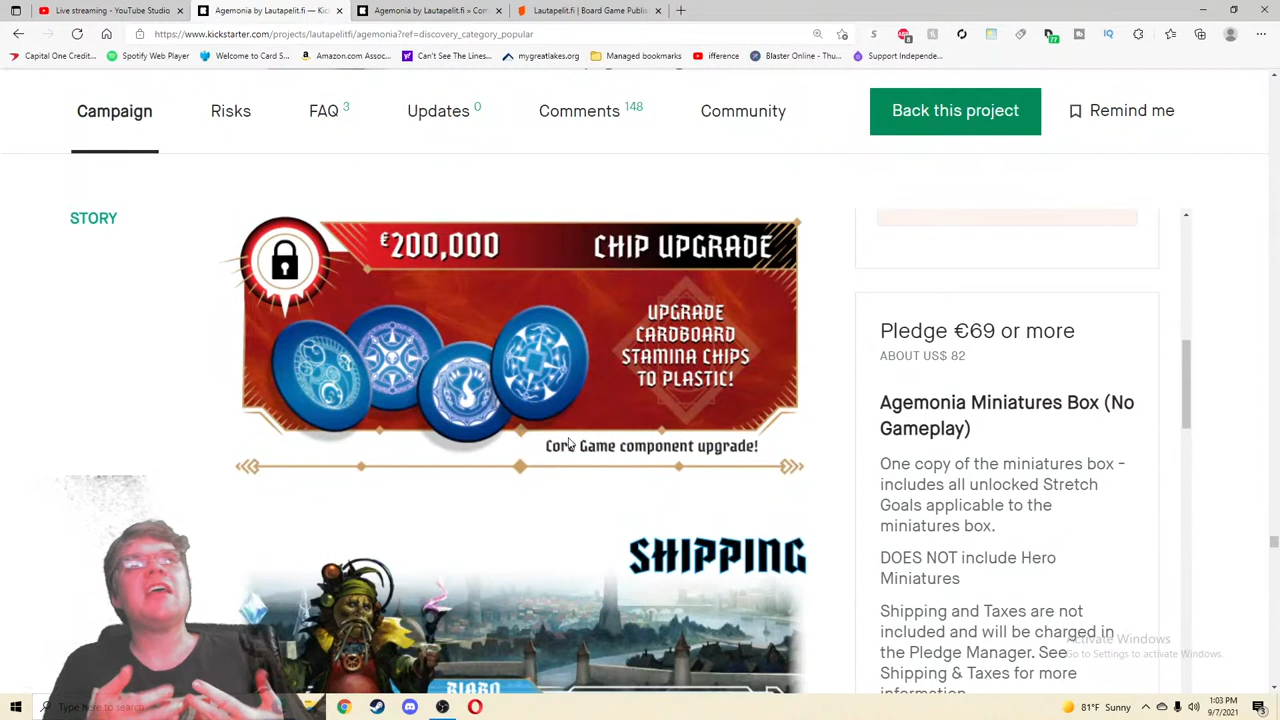 Live streaming - YouTube Studio
Agemonia by Lautapelit.fi — Kick
Agemonia by Lautapelit.fi » Com
Lautapelit.fi | Board Game Publis
https://www.kickstarter.com/projects/lautapelitfi/agemonia?ref=discovery_category_popular
Capital One Credit...
Spotify Web Player
Welcome to Card S...
Amazon.com Assoc...
Can't See The Lines...
mygreatlakes.org
Managed bookmarks
ifference
Blaster Online - Thu...
Support Independe...
Campaign
Risks
FAQ 3
Updates 0
Comments 148
Community
Back this project
Remind me
STORY
€200,000
CHIP UPGRADE
UPGRADE
CARDBOARD
STAMINA CHIPS
TO PLASTIC!
Core Game component upgrade!
SHIPPING
Pledge €69 or more
ABOUT US$ 82
Agemonia Miniatures Box (No
Gameplay)
One copy of the miniatures box -
includes all unlocked Stretch
Goals applicable to the
miniatures box.
DOES NOT include Hero
Miniatures
Shipping and Taxes are not
included and will be charged in
the Pledge Manager. See
Shipping & Taxes for more
information
Activate Windows
Go to Settings to activate Windows.
Type here to search
81°F Sunny
1:03 PM
9/7/2021